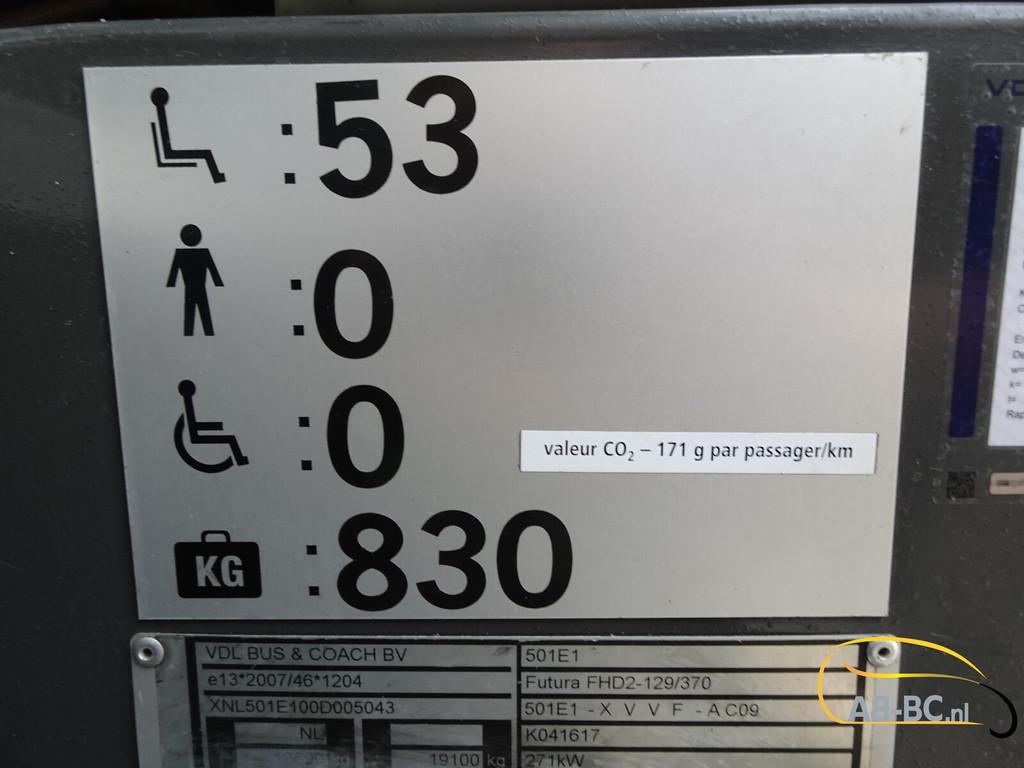 :53
:0
:0
valeur CO₂ – 171 g par passager/km
KG :830
VDL BUS & COACH BV
501E1
e13*2007/46*1204
Futura FHD2-129/370
XNL501E100D005043
501E1 - X V V F - A C09
NL
K041617
19100 kg
271kW
AB-BC.nl